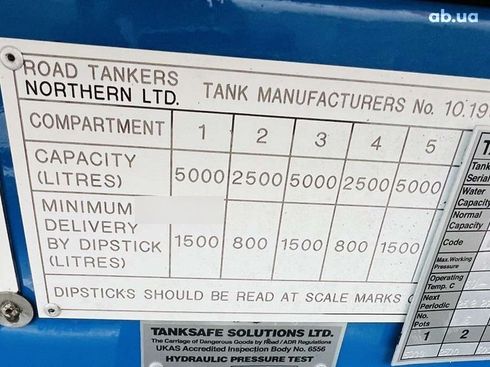 ab.ua
ROAD TANKERS
NORTHERN LTD. TANK MANUFACTURERS No. 10.19
COMPARTMENT 1 2 3 4 5
CAPACITY
(LITRES) 5000 2500 5000 2500 5000
MINIMUM
DELIVERY
BY DIPSTICK
(LITRES) 1500 800 1500 800 1500
DIPSTICKS SHOULD BE READ AT SCALE MARKS
Tank
Serial
Water
Capacity
Normal
Capacity
Code
Max. Working
Pressure
Operating
Temp. C
Next
Periodic
No.
Pots
1 2
TANKSAFE SOLUTIONS LTD.
The Carriage of Dangerous Goods by Road / ADR Regulations
UKAS Accredited Inspection Body No. 6556
HYDRAULIC PRESSURE TEST